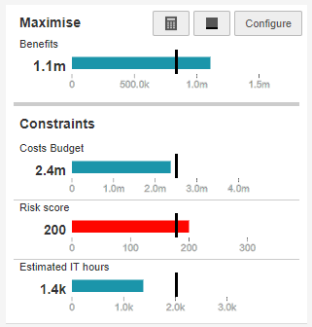 Maximise
Configure
Benefits
1.1m
0 500.0k 1.0m 1.5m
Constraints
Costs Budget
2.4m
0 1.0m 2.0m 3.0m 4.0m
Risk score
200
0 100 200 300
Estimated IT hours
1.4k
0 1.0k 2.0k 3.0k